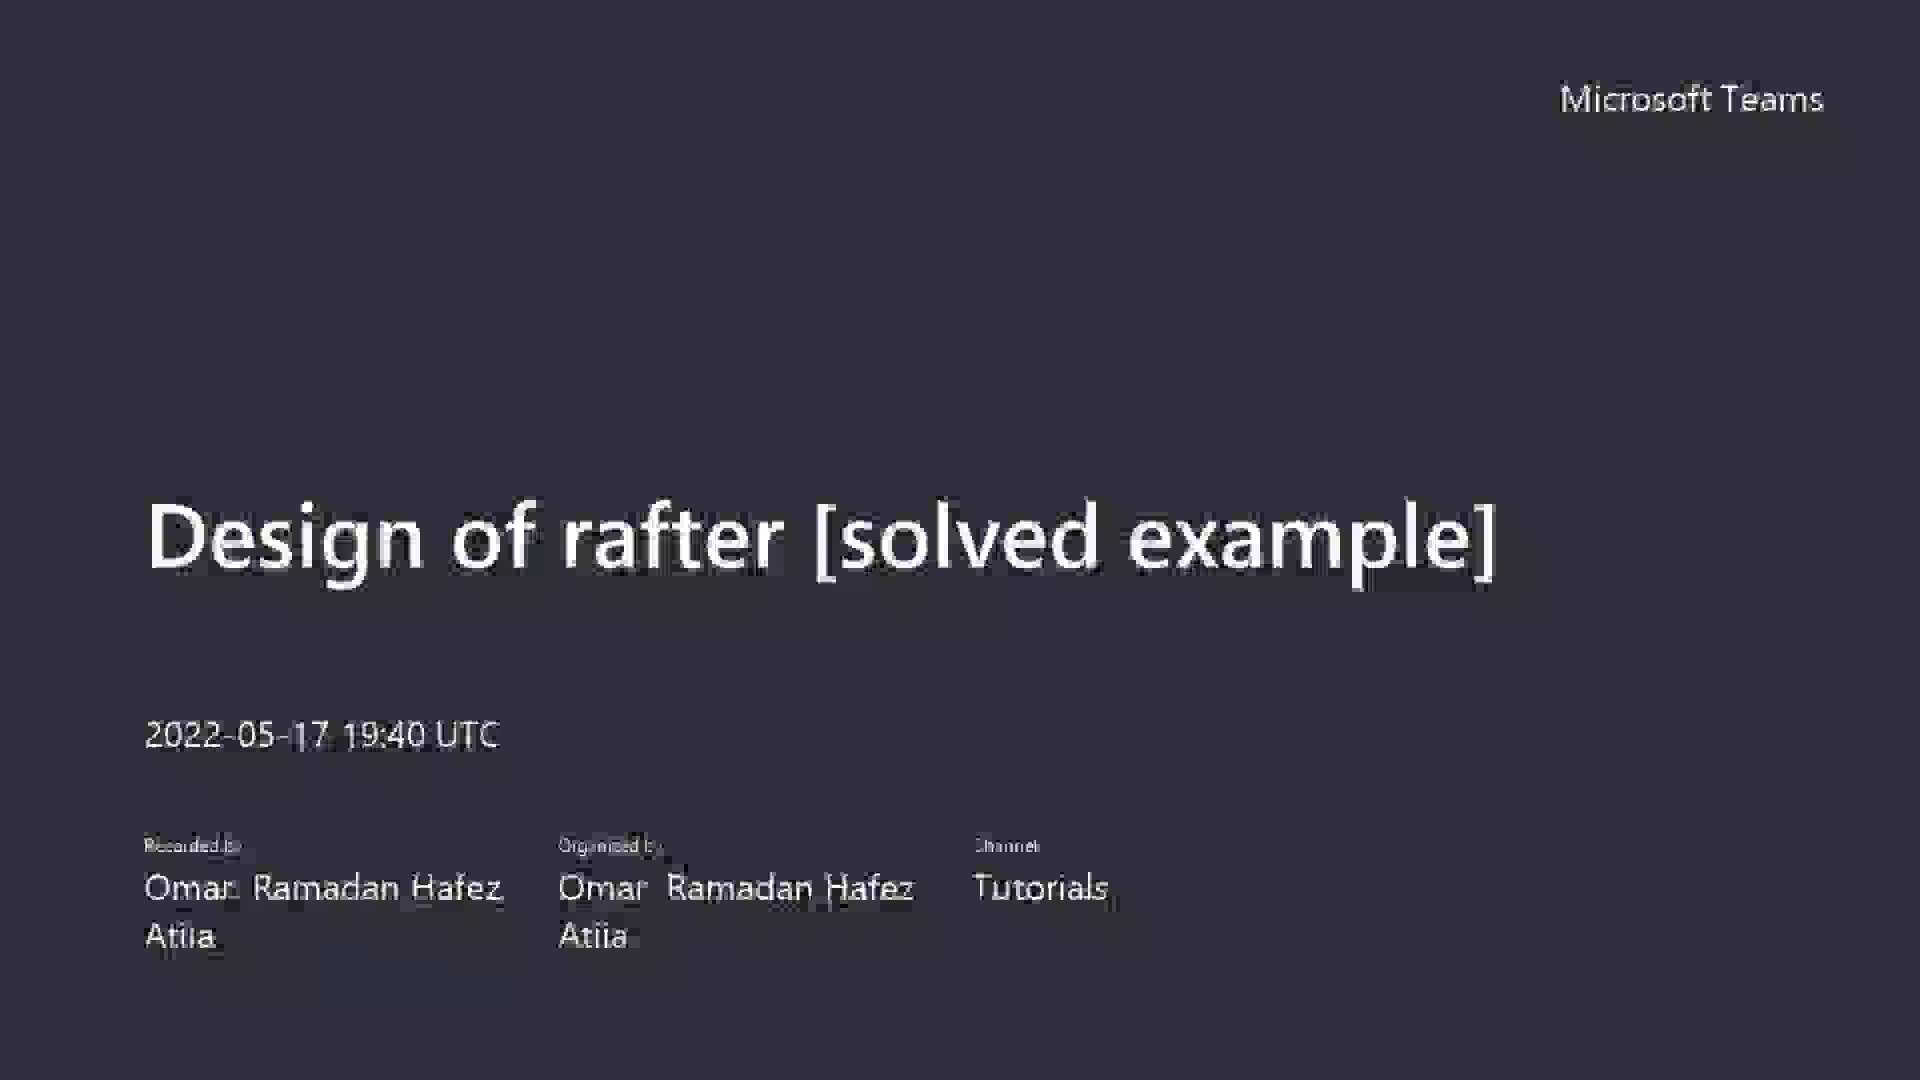 Microsoft Teams
Design of rafter [solved example]
2022-05-17 19:40 UTC
Recorded by
Organized by
Channel
Omar Ramadan Hafez
Atiia
Omar Ramadan Hafez
Atiia
Tutorials